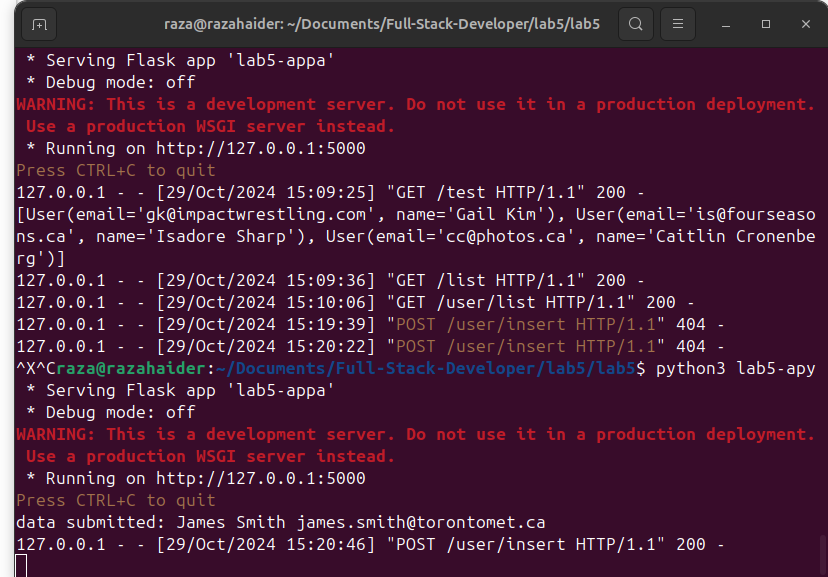 raza@razahaider: ~/Documents/Full-Stack-Developer/lab5/lab5
* Serving Flask app 'lab5-appa'
* Debug mode: off
WARNING: This is a development server. Do not use it in a production deployment.
Use a production WSGI server instead.
* Running on http://127.0.0.1:5000
Press CTRL+C to quit
127.0.0.1 - - [29/Oct/2024 15:09:25] "GET /test HTTP/1.1" 200 -
[User(email='gk@impactwrestling.com', name='Gail Kim'), User(email='is@fourseaso
ns.ca', name='Isadore Sharp'), User(email='cc@photos.ca', name='Caitlin Cronenbe
rg')]
127.0.0.1 - - [29/Oct/2024 15:09:36] "GET /list HTTP/1.1" 200 -
127.0.0.1 - - [29/Oct/2024 15:10:06] "GET /user/list HTTP/1.1" 200 -
127.0.0.1 - - [29/Oct/2024 15:19:39] "POST /user/insert HTTP/1.1" 404 -
127.0.0.1 - - [29/Oct/2024 15:20:22] "POST /user/insert HTTP/1.1" 404 -
^X^Craza@razahaider:~/Documents/Full-Stack-Developer/lab5/lab5$ python3 lab5-apy
* Serving Flask app 'lab5-appa'
* Debug mode: off
WARNING: This is a development server. Do not use it in a production deployment.
Use a production WSGI server instead.
* Running on http://127.0.0.1:5000
Press CTRL+C to quit
data submitted: James Smith james.smith@torontomet.ca
127.0.0.1 - - [29/Oct/2024 15:20:46] "POST /user/insert HTTP/1.1" 200 -